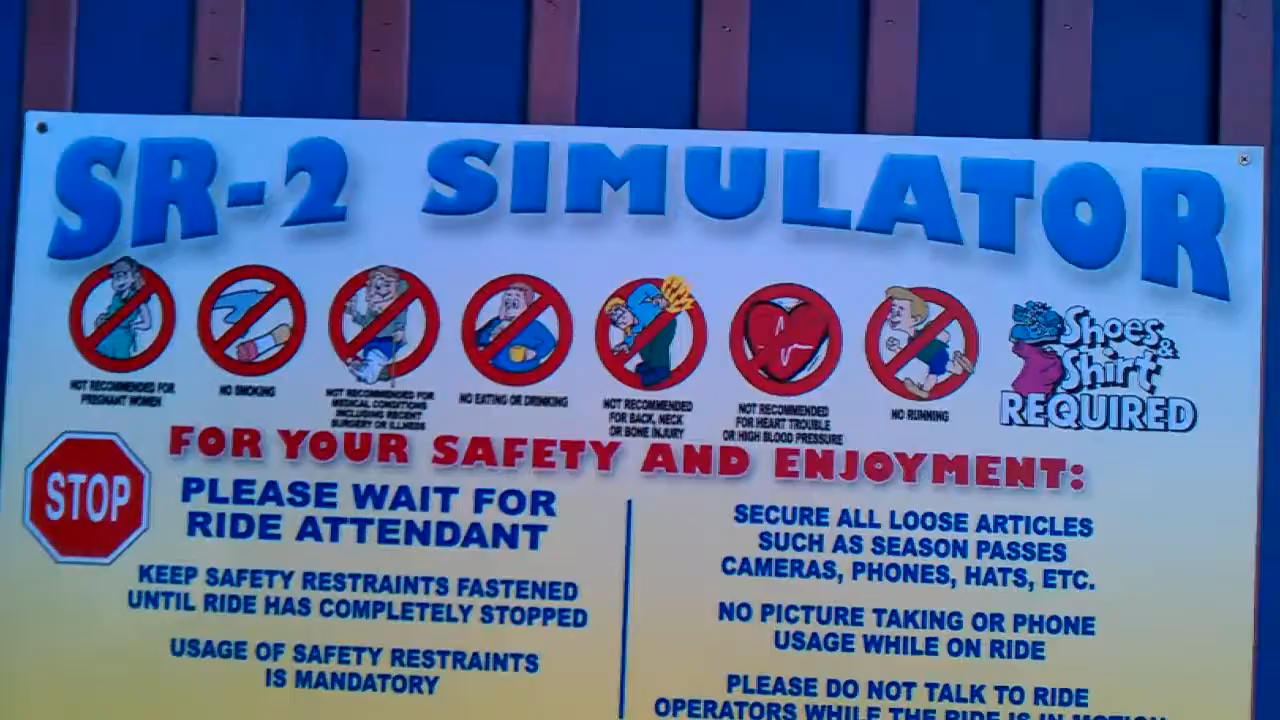 SR-2 SIMULATOR
NOT RECOMMENDED FOR
PREGNANT WOMEN
NO SMOKING
NOT RECOMMENDED FOR
MEDICAL CONDITIONS
INCLUDING RECENT
SURGERY OR ILLNESS
NO EATING OR DRINKING
NOT RECOMMENDED
FOR BACK, NECK
OR BONE INJURY
NOT RECOMMENDED
FOR HEART TROUBLE
OR HIGH BLOOD PRESSURE
NO RUNNING
Shoes &
Shirt
REQUIRED
FOR YOUR SAFETY AND ENJOYMENT:
STOP
PLEASE WAIT FOR
RIDE ATTENDANT
KEEP SAFETY RESTRAINTS FASTENED
UNTIL RIDE HAS COMPLETELY STOPPED
USAGE OF SAFETY RESTRAINTS
IS MANDATORY
SECURE ALL LOOSE ARTICLES
SUCH AS SEASON PASSES
CAMERAS, PHONES, HATS, ETC.
NO PICTURE TAKING OR PHONE
USAGE WHILE ON RIDE
PLEASE DO NOT TALK TO RIDE
OPERATORS WHILE THE RIDE IS IN MOTION